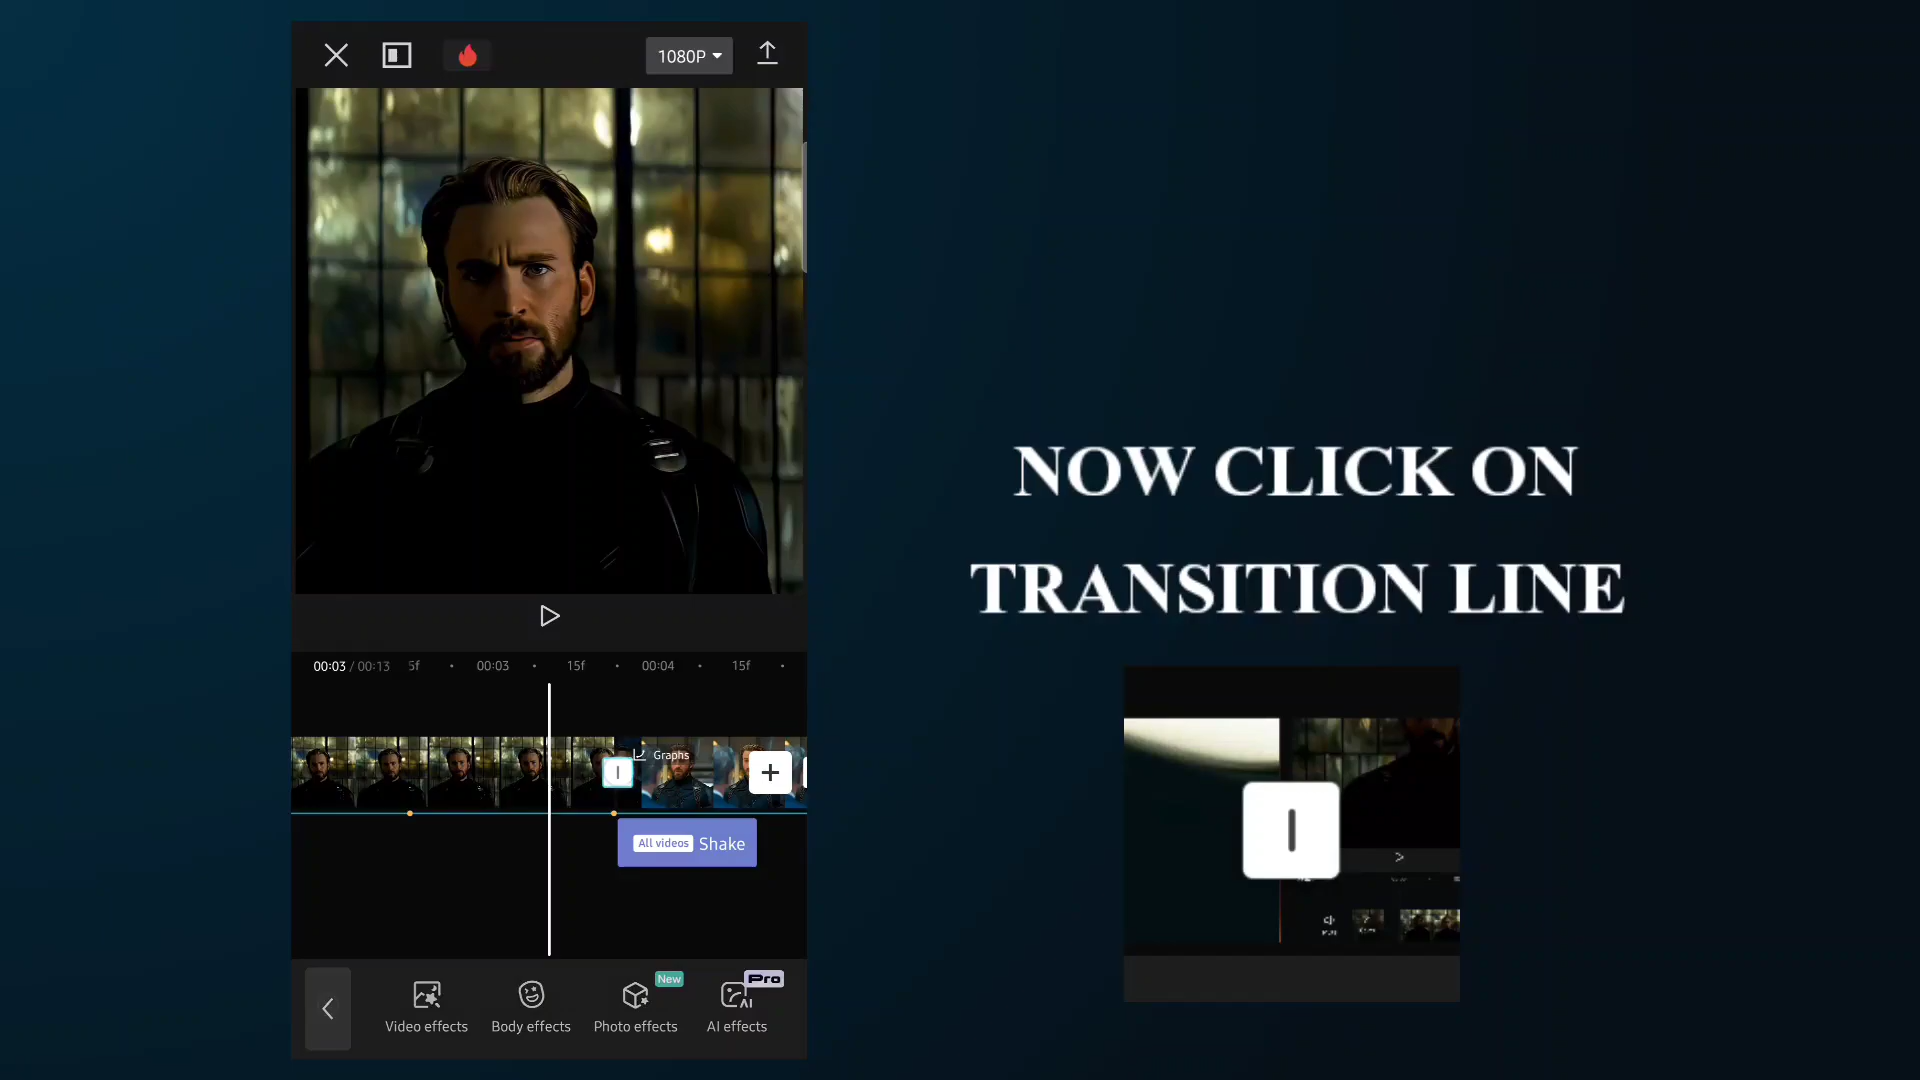 1080P
NOW CLICK ON
TRANSITION LINE
00:03 / 00:13 5f 00:03 15f 00:04 15f
Graphs
All videos Shake
New
Pro
Video effects
Body effects
Photo effects
AI effects